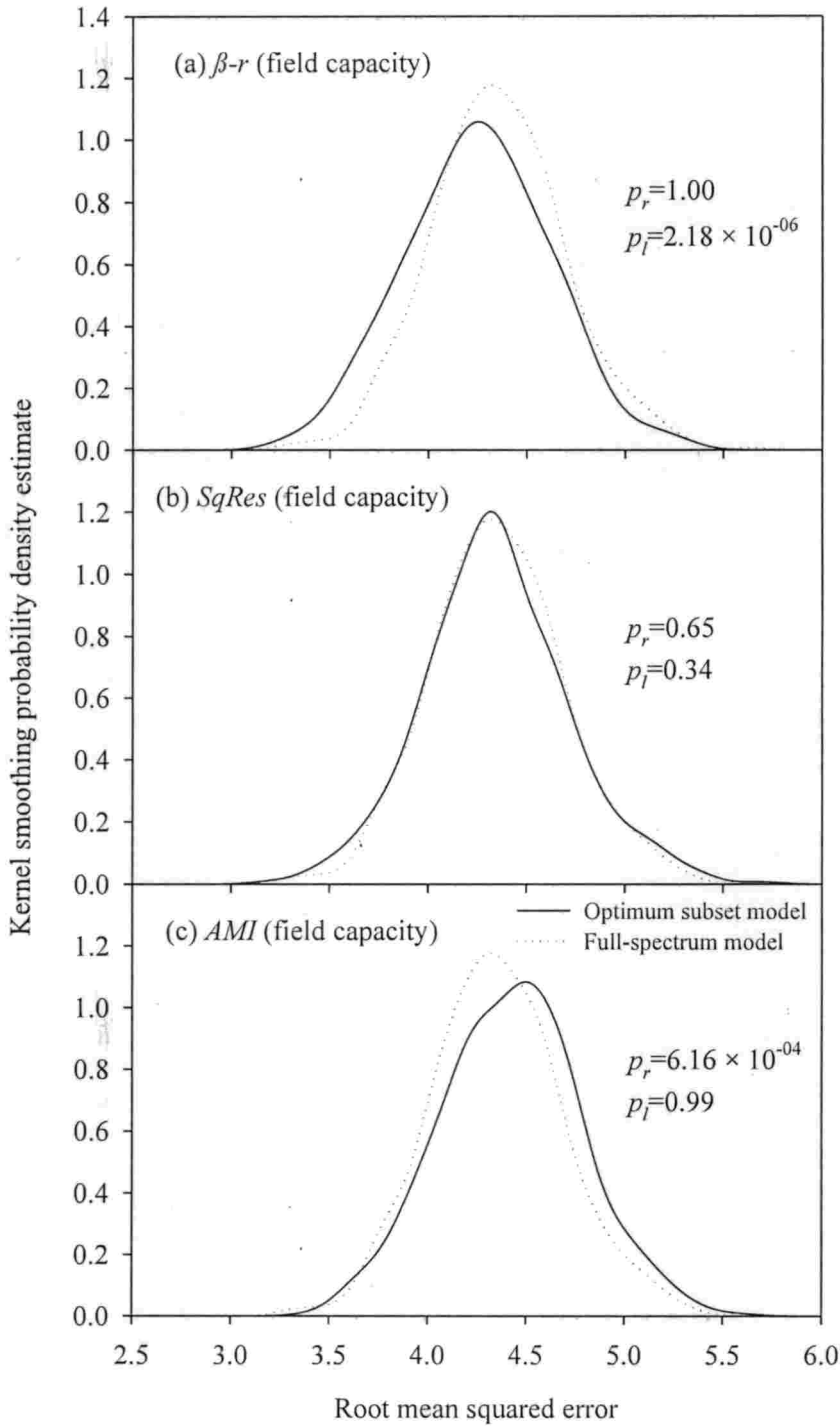 1.4
(a) β-r (field capacity)
1.2
1.0
p_r=1.00
0.8
p_l=2.18 × 10^-06
0.6
0.4
0.2
0.0
(b) SqRes (field capacity)
1.2
1.0
p_r=0.65
0.8
p_l=0.34
0.6
0.4
0.2
0.0
Optimum subset model
(c) AMI (field capacity)
Full-spectrum model
1.2
1.0
p_r=6.16 × 10^-04
0.8
p_l=0.99
0.6
0.4
0.2
0.0
2.5 3.0 3.5 4.0 4.5 5.0 5.5 6.0
Root mean squared error
Kernel smoothing probability density estimate